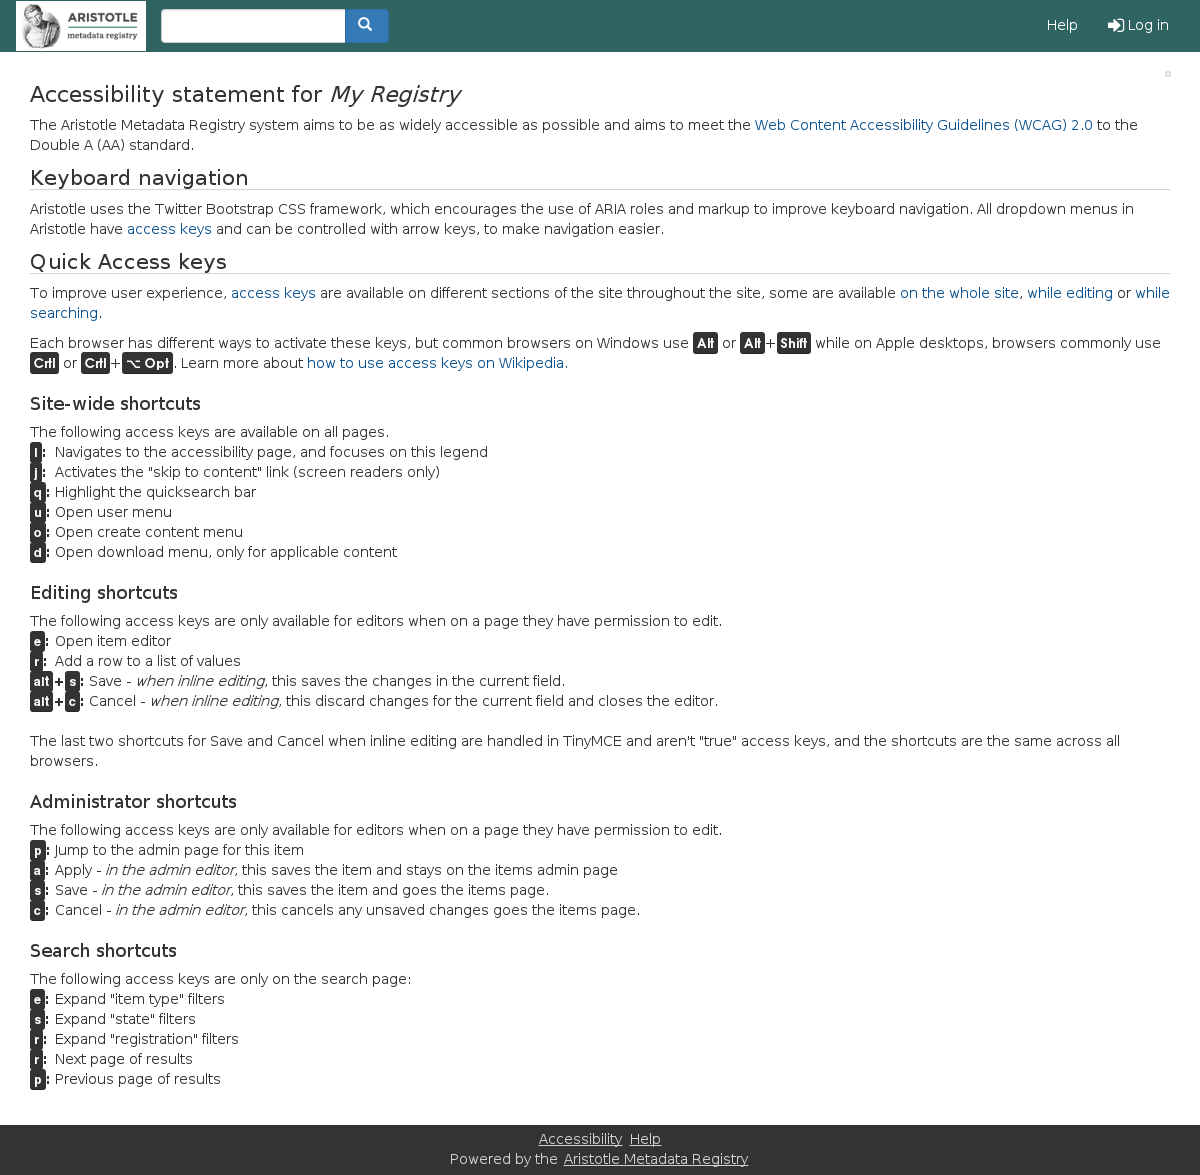 ARISTOTLE
metadata registry
Help
Log in
Accessibility statement for My Registry
The Aristotle Metadata Registry system aims to be as widely accessible as possible and aims to meet the Web Content Accessibility Guidelines (WCAG) 2.0 to the
Double A (AA) standard.
Keyboard navigation
Aristotle uses the Twitter Bootstrap CSS framework, which encourages the use of ARIA roles and markup to improve keyboard navigation. All dropdown menus in
Aristotle have access keys and can be controlled with arrow keys, to make navigation easier.
Quick Access keys
To improve user experience, access keys are available on different sections of the site throughout the site, some are available on the whole site, while editing or while
searching.
Each browser has different ways to activate these keys, but common browsers on Windows use Alt or Alt+Shift while on Apple desktops, browsers commonly use
Crtl or Crtl+⌥ Opt. Learn more about how to use access keys on Wikipedia.
Site-wide shortcuts
The following access keys are available on all pages.
l: Navigates to the accessibility page, and focuses on this legend
j: Activates the "skip to content" link (screen readers only)
q: Highlight the quicksearch bar
u: Open user menu
o: Open create content menu
d: Open download menu, only for applicable content
Editing shortcuts
The following access keys are only available for editors when on a page they have permission to edit.
e: Open item editor
r: Add a row to a list of values
alt+s: Save - when inline editing, this saves the changes in the current field.
alt+c: Cancel - when inline editing, this discard changes for the current field and closes the editor.
The last two shortcuts for Save and Cancel when inline editing are handled in TinyMCE and aren't "true" access keys, and the shortcuts are the same across all
browsers.
Administrator shortcuts
The following access keys are only available for editors when on a page they have permission to edit.
p: Jump to the admin page for this item
a: Apply - in the admin editor, this saves the item and stays on the items admin page
s: Save - in the admin editor, this saves the item and goes the items page.
c: Cancel - in the admin editor, this cancels any unsaved changes goes the items page.
Search shortcuts
The following access keys are only on the search page:
e: Expand "item type" filters
s: Expand "state" filters
r: Expand "registration" filters
r: Next page of results
p: Previous page of results
Accessibility Help
Powered by the Aristotle Metadata Registry